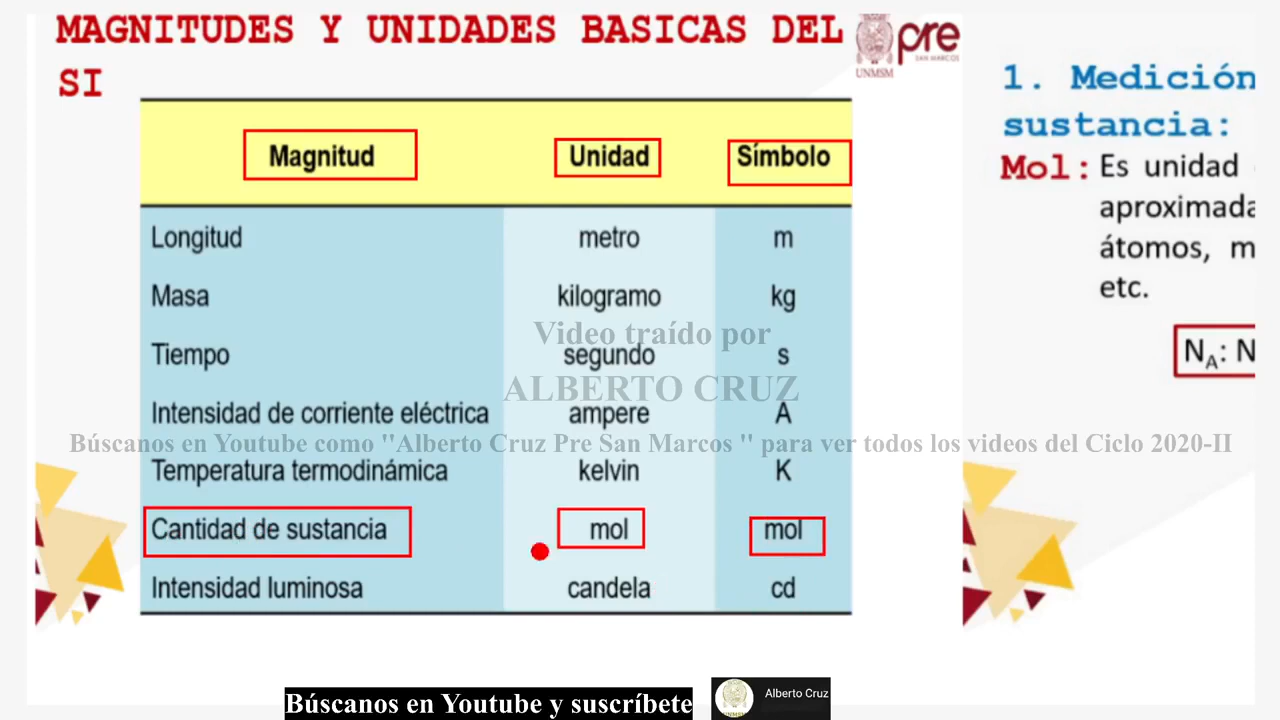 MAGNITUDES Y UNIDADES BASICAS DEL
SI
pre
SAN MARCOS
UNMSM
Magnitud Unidad Símbolo
Longitud metro m
Masa kilogramo kg
Tiempo segundo s
Intensidad de corriente eléctrica ampere A
Temperatura termodinámica kelvin K
Cantidad de sustancia mol mol
Intensidad luminosa candela cd
1. Medición
sustancia:
Mol: Es unidad
aproximada
átomos, m
etc.
NA: N
Video traído por
ALBERTO CRUZ
Búscanos en Youtube como "Alberto Cruz Pre San Marcos " para ver todos los videos del Ciclo 2020-II
Búscanos en Youtube y suscríbete
Alberto Cruz
UNMSM